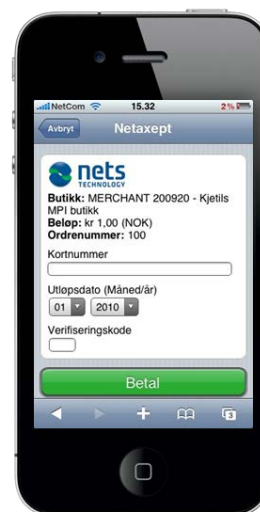 NetCom 15.32 2%
Avbryt Netaxept
nets
TECHNOLOGY
Butikk: MERCHANT 200920 - Kjetils
MPI butikk
Beløp: kr 1,00 (NOK)
Ordrenummer: 100
Kortnummer
Utløpsdato (Måned/år)
01 2010
Verifiseringskode
Betal
3